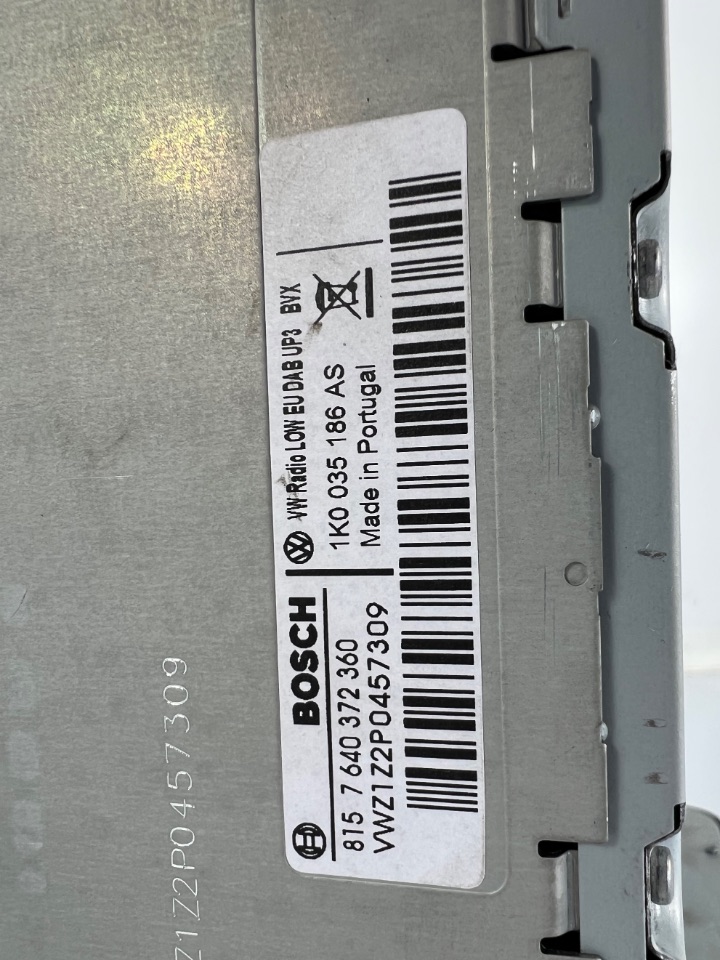 BOSCH
815 7 640 372 360
VWZ1Z2P0457309
VW-Radio LOW EU DAB UP3 BVX
1K0 035 186 AS
Made in Portugal
Z1Z2P0457309